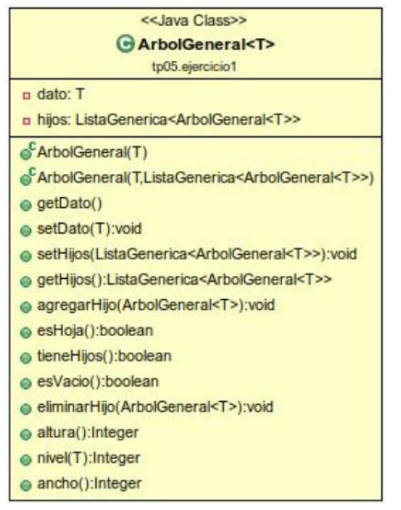 <<Java Class>>
ArbolGeneral<T>
tp05.ejercicio1
dato: T
hijos: ListaGenerica<ArbolGeneral<T>>
ArbolGeneral(T)
ArbolGeneral(T,ListaGenerica<ArbolGeneral<T>>)
getDato()
setDato(T):void
setHijos(ListaGenerica<ArbolGeneral<T>>):void
getHijos():ListaGenerica<ArbolGeneral<T>>
agregarHijo(ArbolGeneral<T>):void
esHoja():boolean
tieneHijos():boolean
esVacio():boolean
eliminarHijo(ArbolGeneral<T>):void
altura():Integer
nivel(T):Integer
ancho():Integer